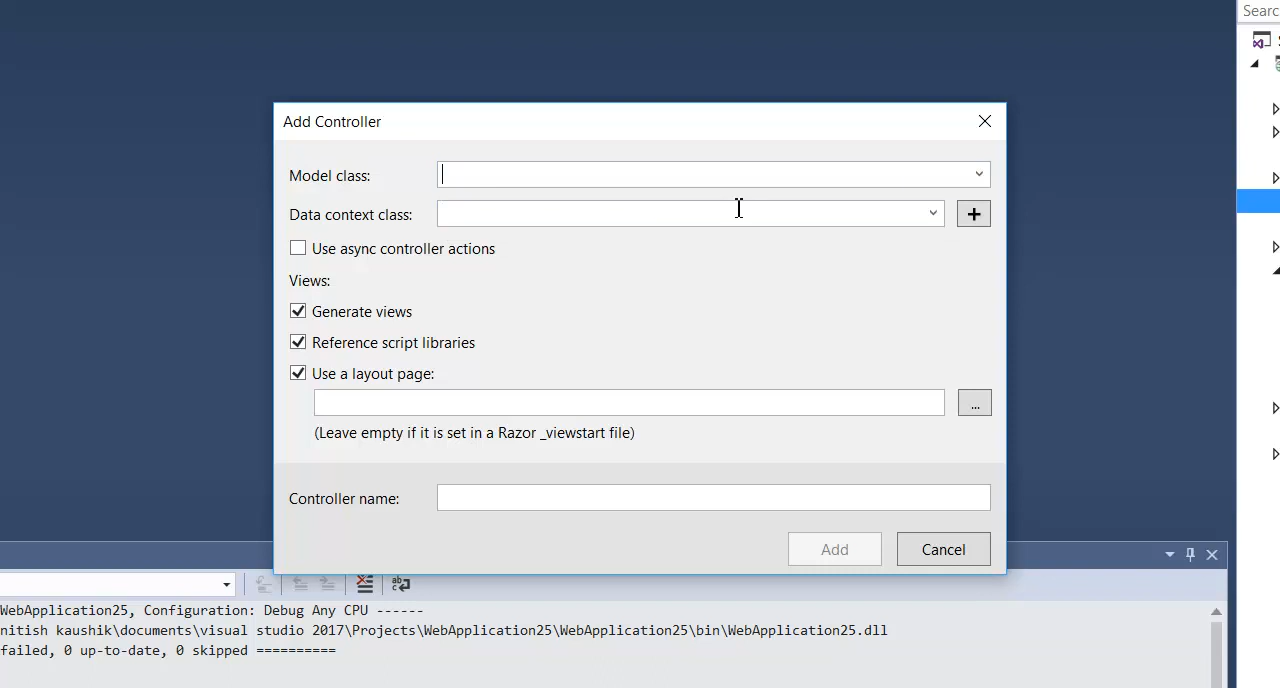 Searc
Add Controller
Model class:
Data context class:
Use async controller actions
Views:
Generate views
Reference script libraries
Use a layout page:
...
(Leave empty if it is set in a Razor _viewstart file)
Controller name:
Add
Cancel
WebApplication25, Configuration: Debug Any CPU ------
nitish kaushik\documents\visual studio 2017\Projects\WebApplication25\WebApplication25\bin\WebApplication25.dll
failed, 0 up-to-date, 0 skipped ==========